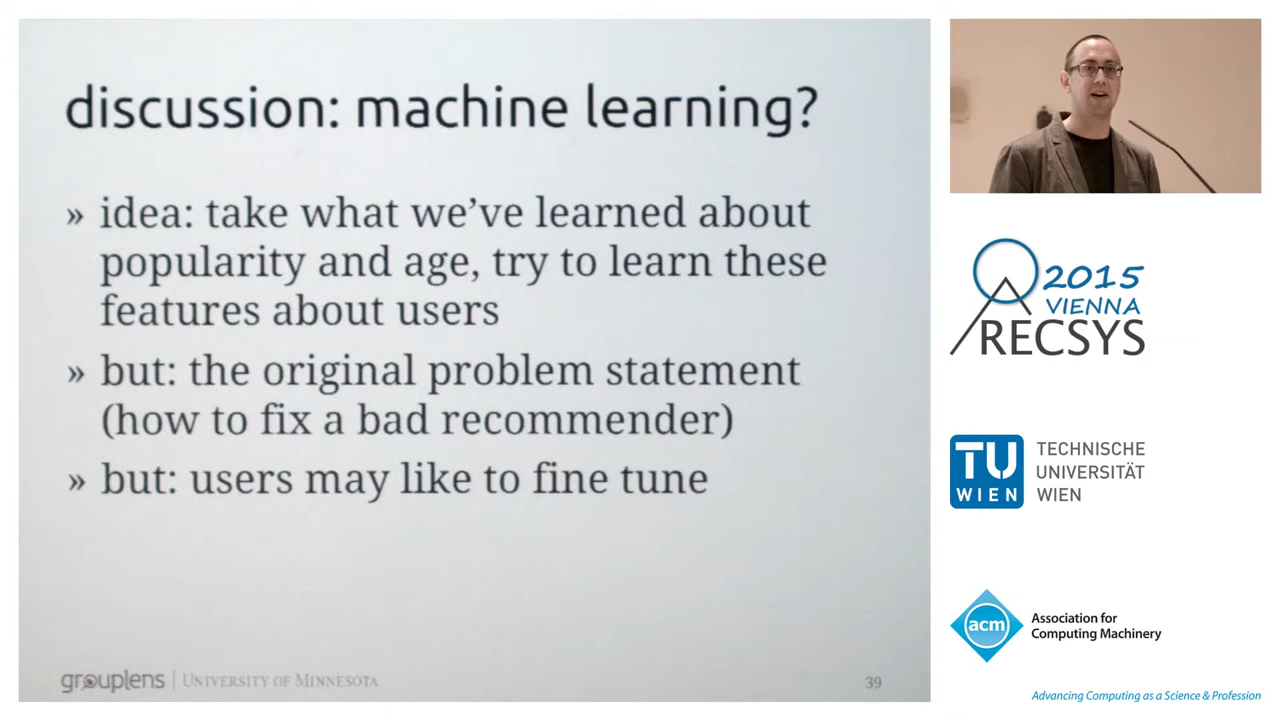 discussion: machine learning?
» idea: take what we’ve learned about
popularity and age, try to learn these
features about users
» but: the original problem statement
(how to fix a bad recommender)
» but: users may like to fine tune
grouplens | UNIVERSITY OF MINNESOTA
39
2015
VIENNA
RECSYS
TU
WIEN
TECHNISCHE
UNIVERSITÄT
WIEN
acm
Association for
Computing Machinery
Advancing Computing as a Science & Profession